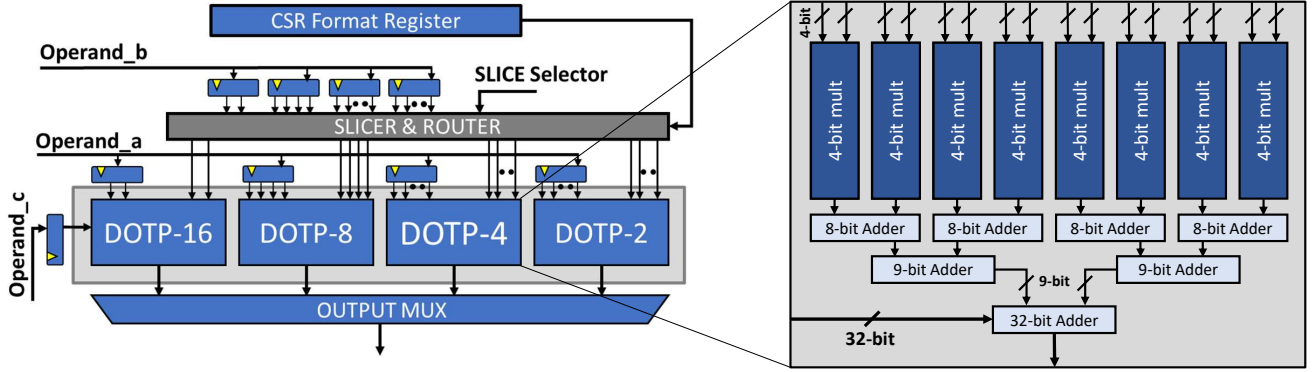 CSR Format Register
Operand_b
SLICE Selector
SLICER & ROUTER
Operand_a
Operand_c
DOTP-16
DOTP-8
DOTP-4
DOTP-2
OUTPUT MUX
4-bit
4-bit mult
4-bit mult
4-bit mult
4-bit mult
4-bit mult
4-bit mult
4-bit mult
4-bit mult
8-bit Adder
8-bit Adder
8-bit Adder
8-bit Adder
9-bit Adder
9-bit Adder
9-bit
32-bit Adder
32-bit